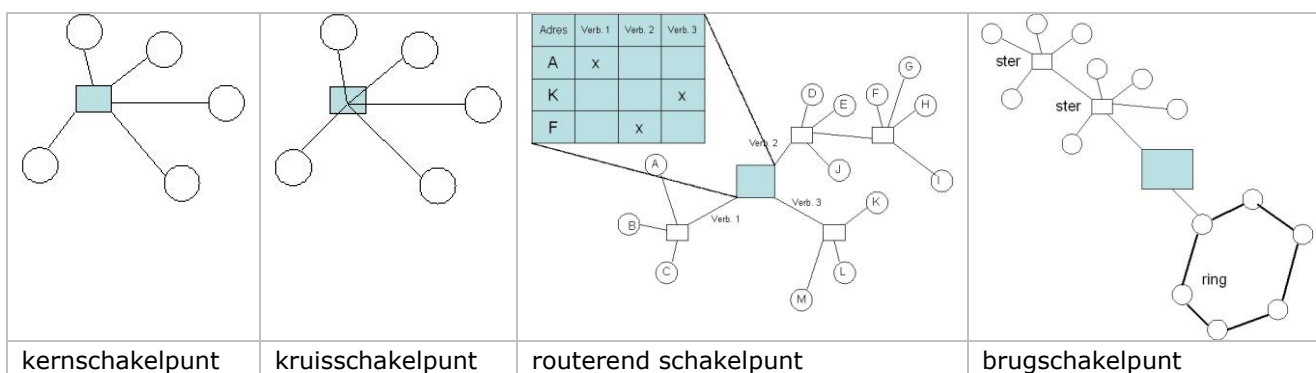 Adres Verb. 1 Verb. 2 Verb. 3
A x
K x
F x
A
B
C
Verb. 1
Verb. 2
D
E
J
F
G
H
I
Verb. 3
K
L
M
ster
ster
ring
kernschakelpunt
kruisschakelpunt
routerend schakelpunt
brugschakelpunt